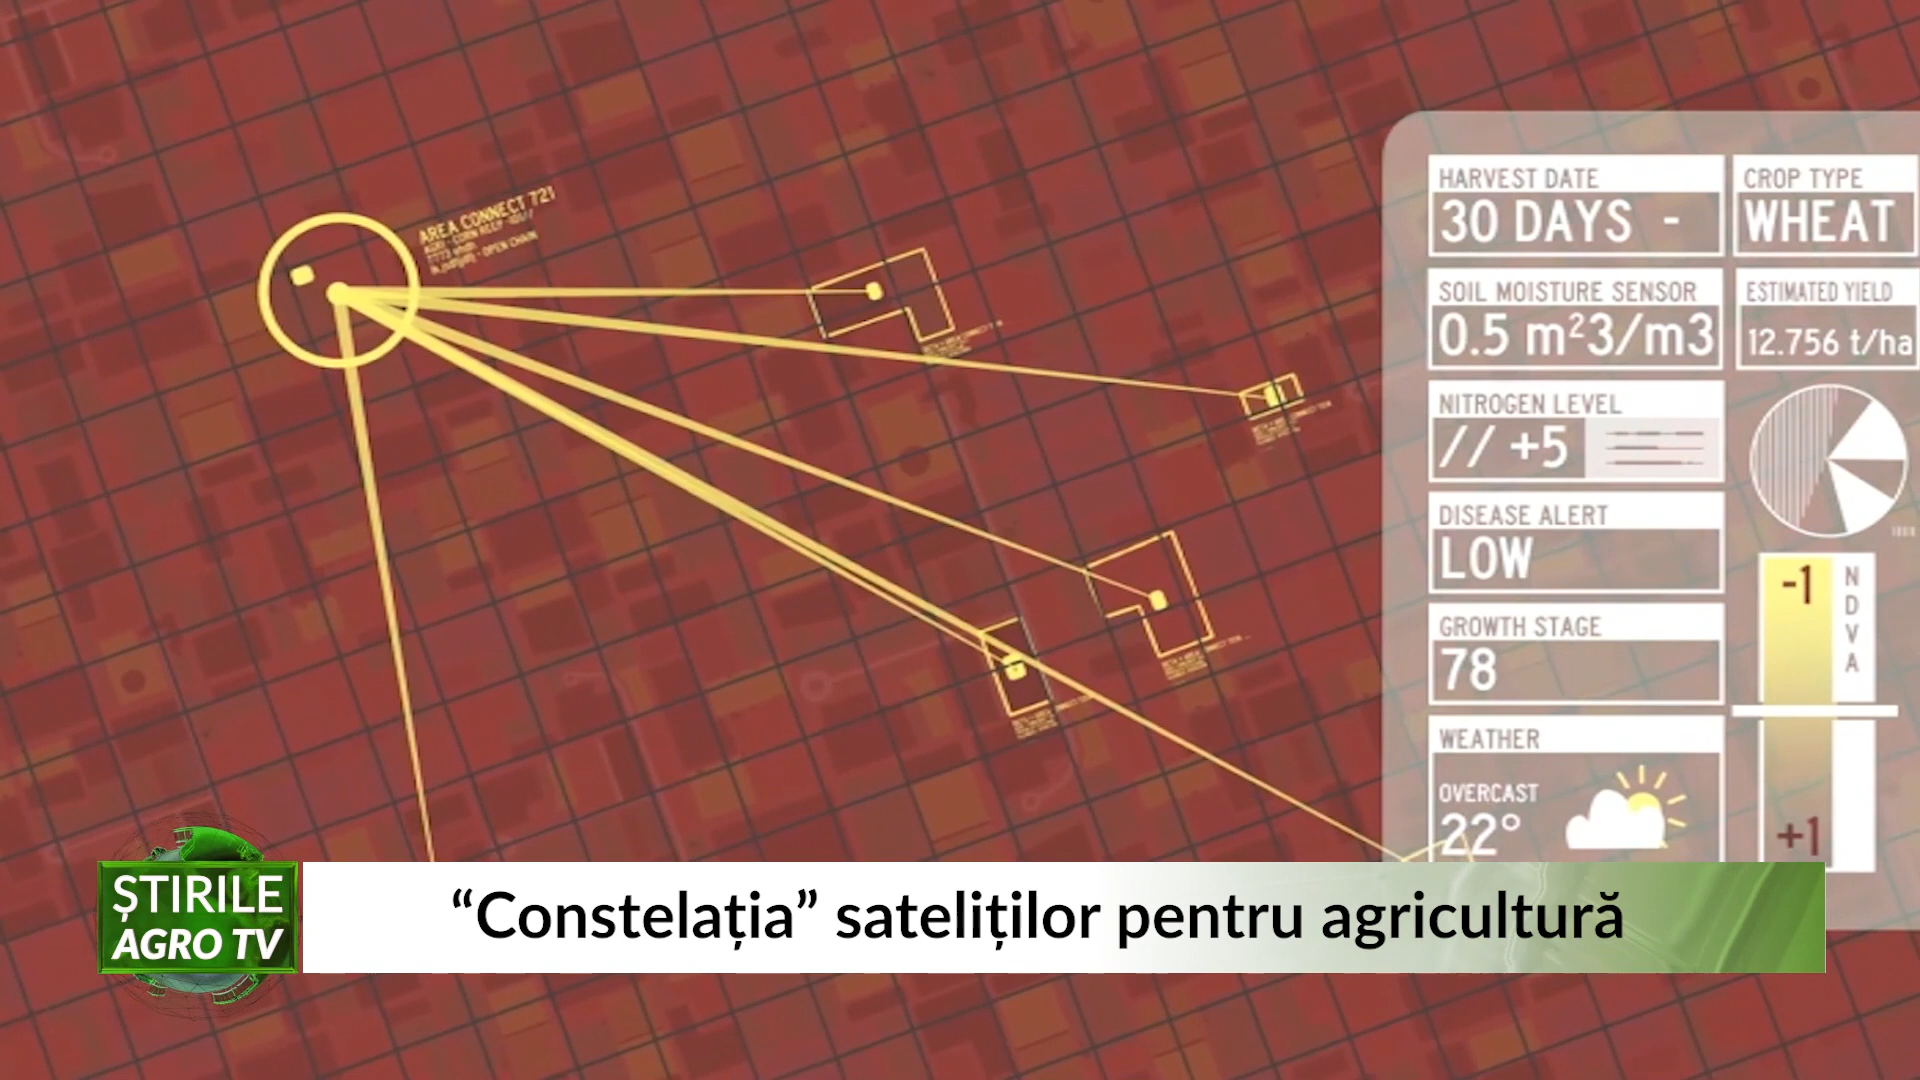 AREA CONNECT 721
HARVEST DATE
30 DAYS -
CROP TYPE
WHEAT
SOIL MOISTURE SENSOR
0.5 m²3/m3
ESTIMATED YIELD
12.756 t/ha
NITROGEN LEVEL
// +5
DISEASE ALERT
LOW
-1
NDVA
GROWTH STAGE
78
WEATHER
OVERCAST
22°
+1
ȘTIRILE
AGRO TV
“Constelația” sateliților pentru agricultură